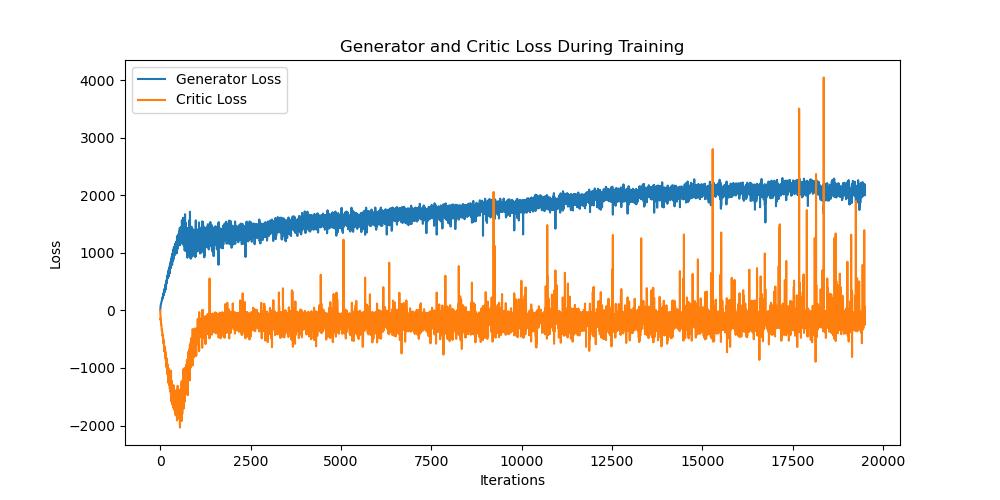 Generator and Critic Loss During Training
Generator Loss
Critic Loss
4000
3000
2000
1000
0
−1000
−2000
Loss
0 2500 5000 7500 10000 12500 15000 17500 20000
Iterations